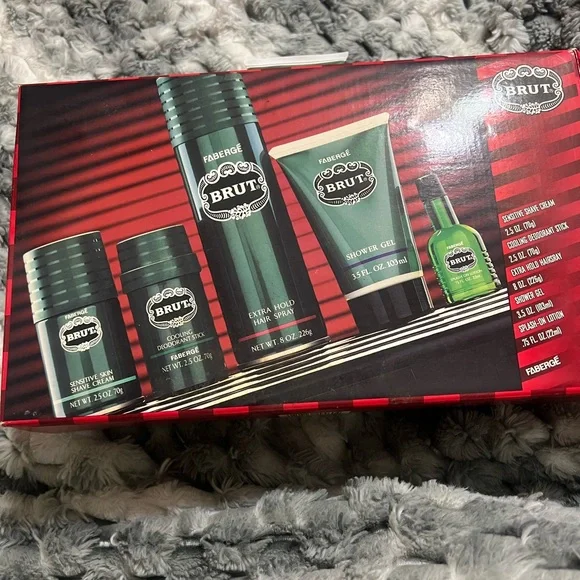 FABERGÉ
BRUT
SENSITIVE SKIN
SHAVE CREAM
NET WT. 2.5 OZ. 70g
BRUT
COOLING
DEODORANT STICK
FABERGÉ
NET WT. 2.5 OZ. 70g
FABERGÉ
BRUT
EXTRA HOLD
HAIR SPRAY
NET WT. 8 OZ. 226g
FABERGÉ
BRUT
SHOWER GEL
3.5 FL. OZ. 103ml
FABERGÉ
BRUT
BRUT
SENSITIVE SHAVE CREAM
2.5 OZ. (70g)
COOLING DEODORANT STICK
2.5 OZ. (70g)
EXTRA HOLD HAIRSRAY
8 OZ. (226g)
SHOWER GEL
3.5 OZ. (103ml)
SPLASH-ON LOTION
.75 FL. OZ.(22ml)
FABERGÉ